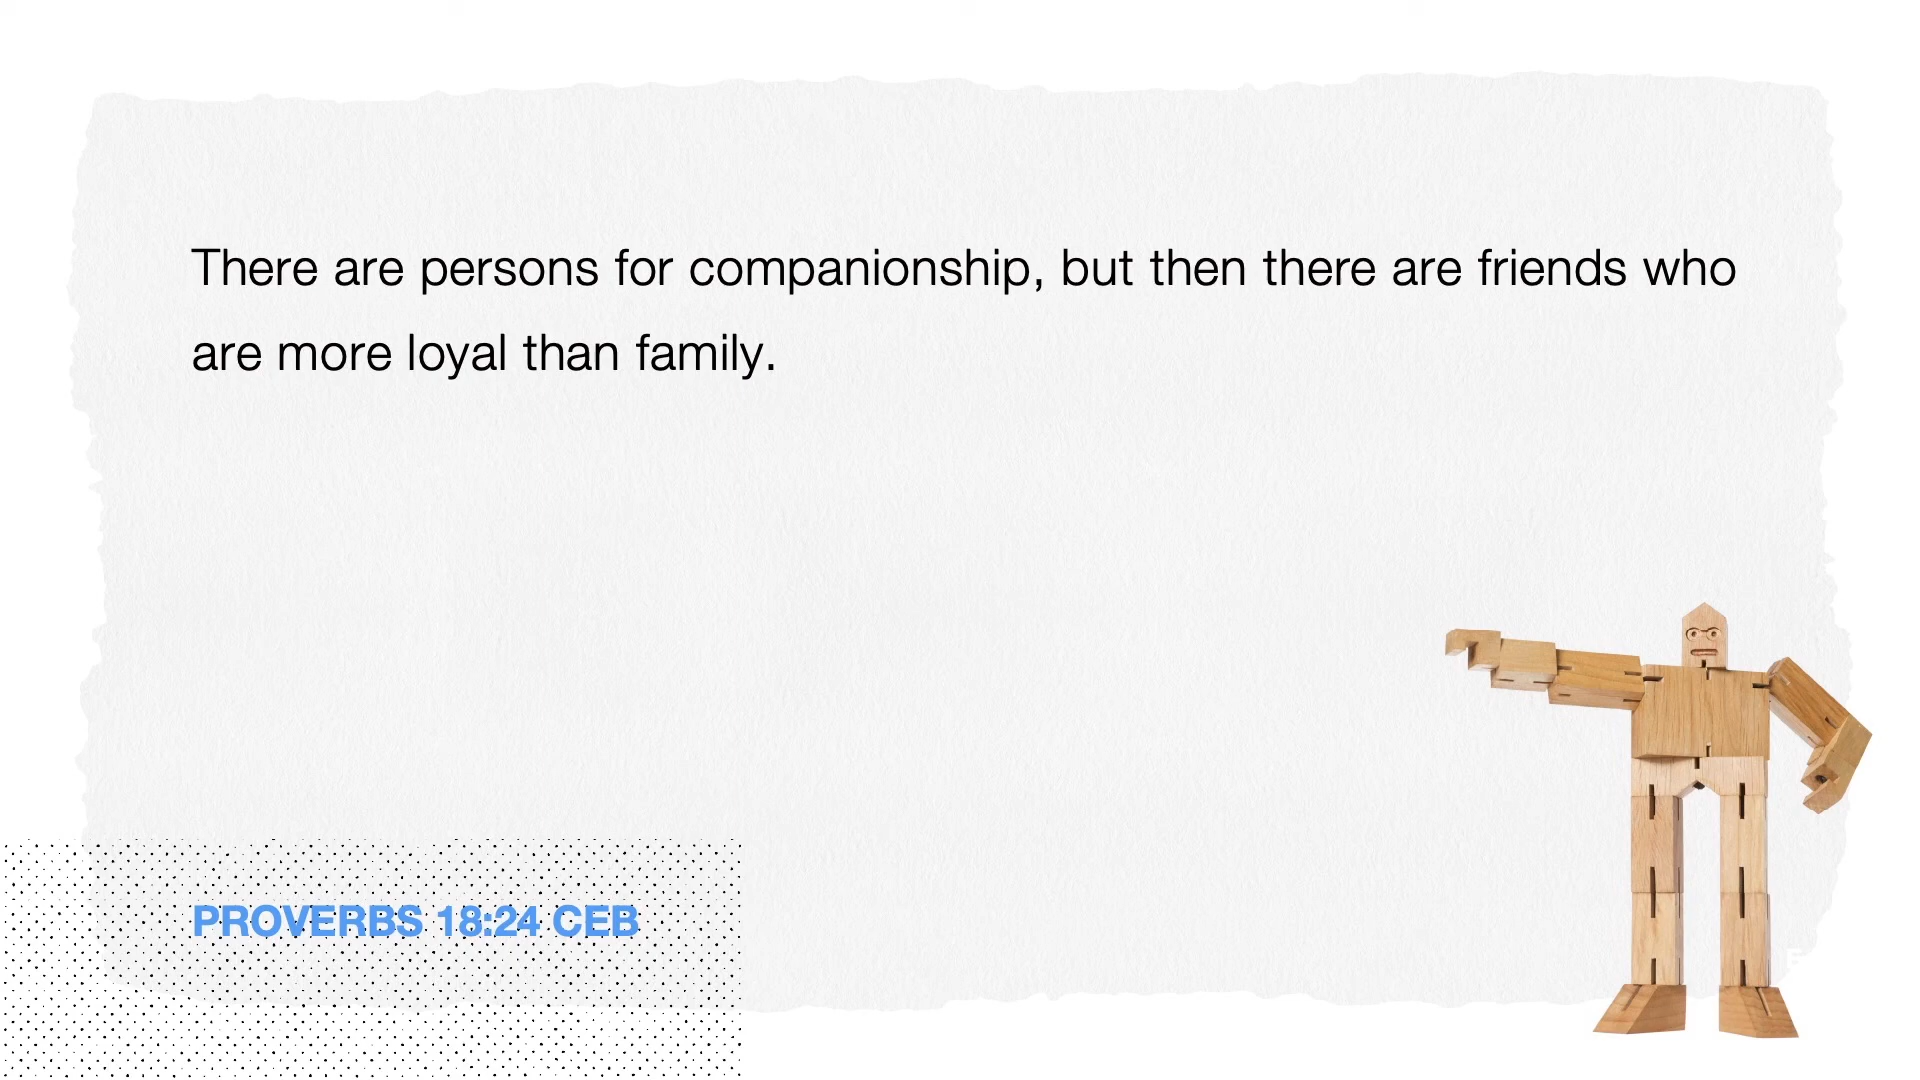 There are persons for companionship, but then there are friends who
are more loyal than family.
PROVERBS 18:24 CEB